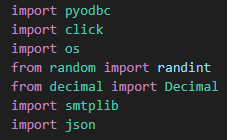 import pyodbc
import click
import os
from random import randint
from decimal import Decimal
import smtplib
import json